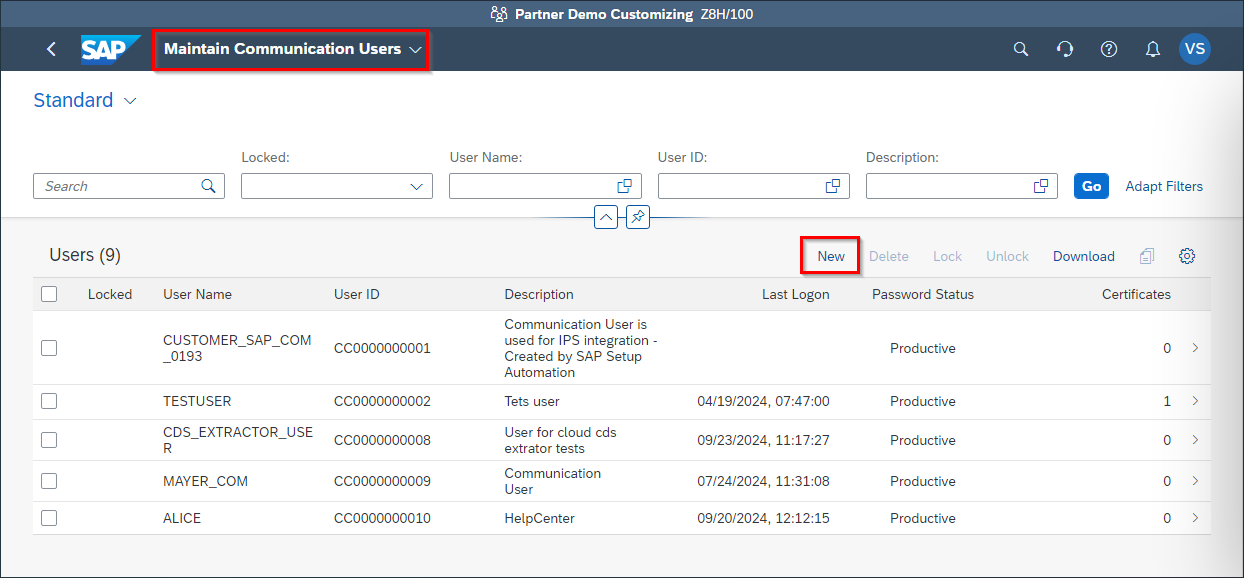 Partner Demo Customizing Z8H/100
SAP Maintain Communication Users VS
Standard
Locked: User Name: User ID: Description:
Search Go Adapt Filters
Users (9) New Delete Lock Unlock Download
Locked User Name User ID Description Last Logon Password Status Certificates
CUSTOMER_SAP_COM
_0193
CC0000000001
Communication User is
used for IPS integration -
Created by SAP Setup
Automation
Productive 0
TESTUSER CC0000000002 Tets user 04/19/2024, 07:47:00 Productive 1
CDS_EXTRACTOR_USE
R
CC0000000008
User for cloud cds
extrator tests
09/23/2024, 11:17:27 Productive 0
MAYER_COM CC0000000009
Communication
User
07/24/2024, 11:31:08 Productive 0
ALICE CC0000000010 HelpCenter 09/20/2024, 12:12:15 Productive 0